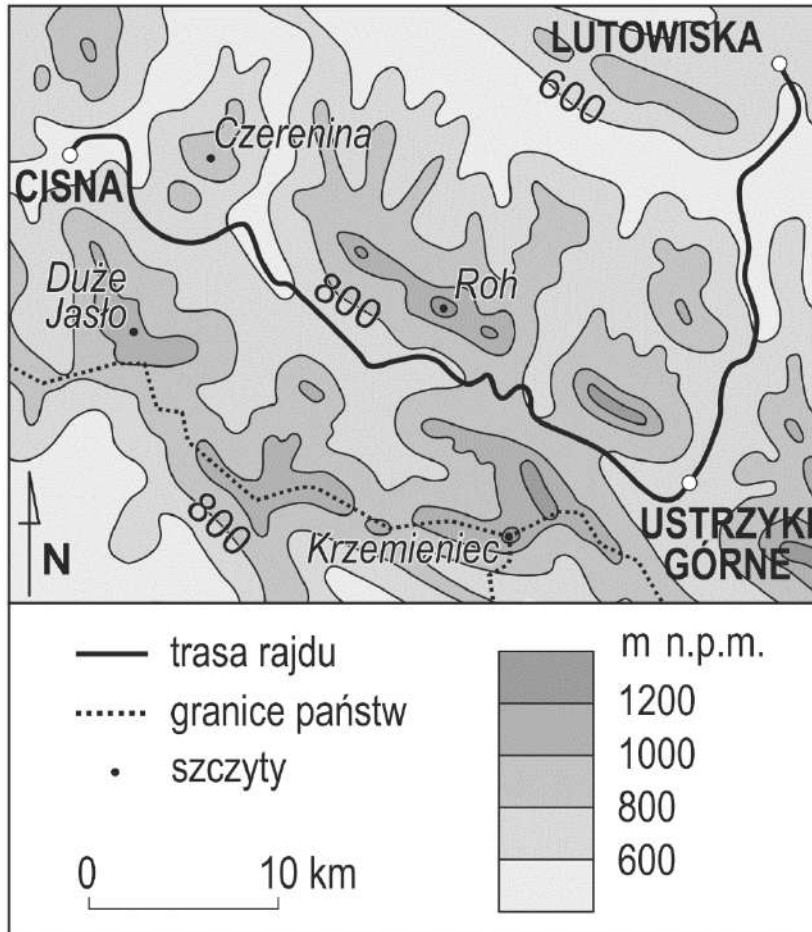 LUTOWISKA
600
Czerenina
CISNA
Duże
Jasło
800
Roh
800
Krzemieniec
USTRZYKI
GÓRNE
N
trasa rajdu
granice państw
szczyty
0 10 km
m n.p.m.
1200
1000
800
600